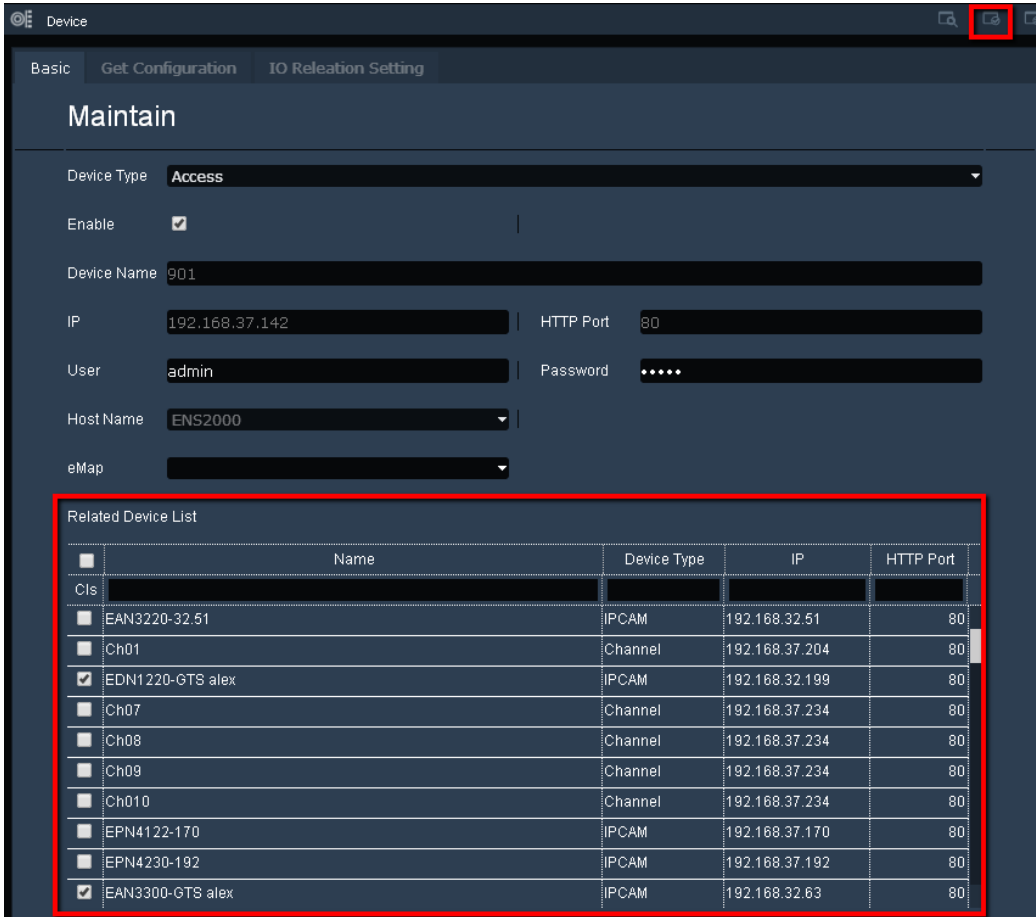 Device
Basic Get Configuration IO Releation Setting
Maintain
Device Type Access
Enable
Device Name 901
IP 192.168.37.142 HTTP Port 80
User admin Password •••••
Host Name ENS2000
eMap
Related Device List
Name Device Type IP HTTP Port
Cls
EAN3220-32.51 IPCAM 192.168.32.51 80
Ch01 Channel 192.168.37.204 80
EDN1220-GTS alex IPCAM 192.168.32.199 80
Ch07 Channel 192.168.37.234 80
Ch08 Channel 192.168.37.234 80
Ch09 Channel 192.168.37.234 80
Ch010 Channel 192.168.37.234 80
EPN4122-170 IPCAM 192.168.37.170 80
EPN4230-192 IPCAM 192.168.37.192 80
EAN3300-GTS alex IPCAM 192.168.32.63 80